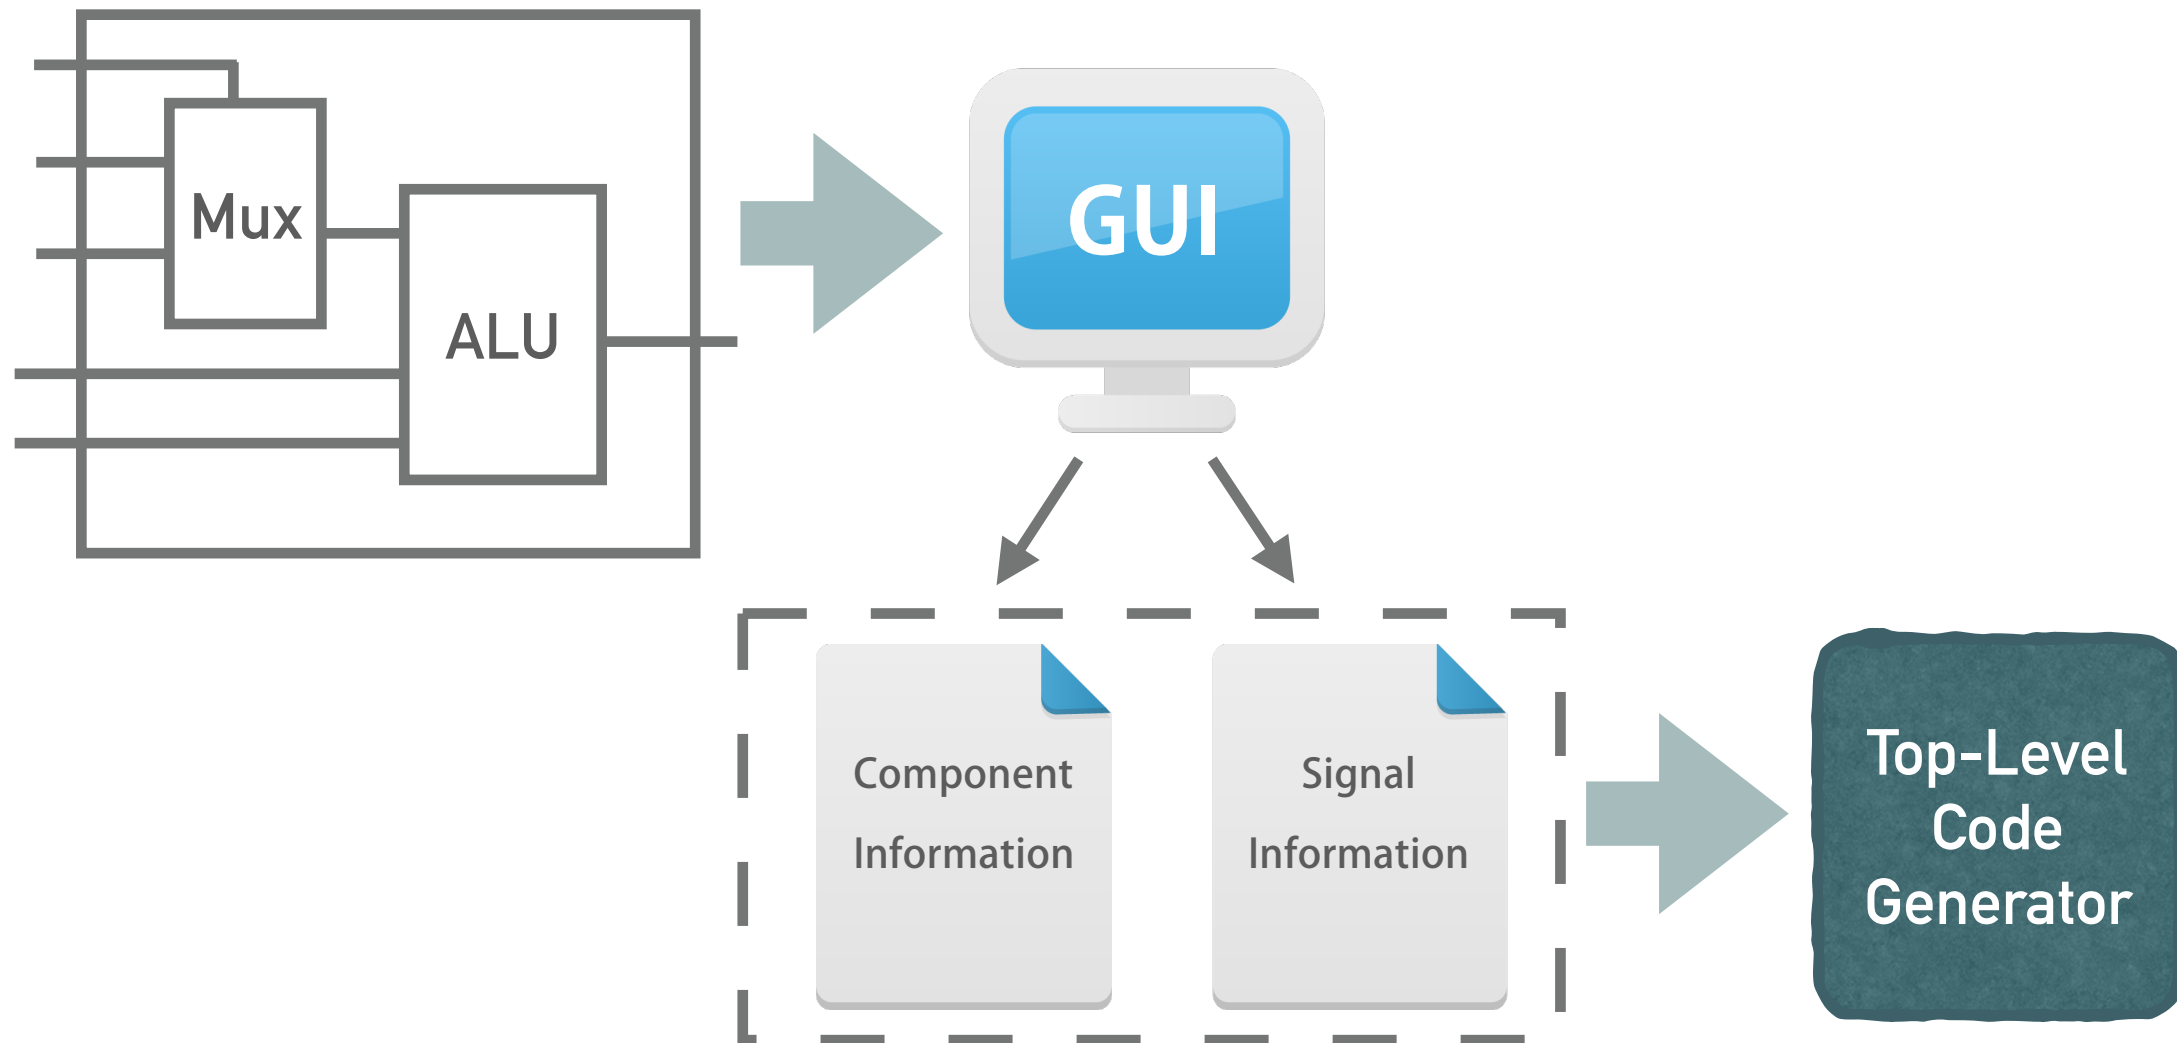 Mux
ALU
GUI
Component
Information
Signal
Information
Top-Level
Code
Generator